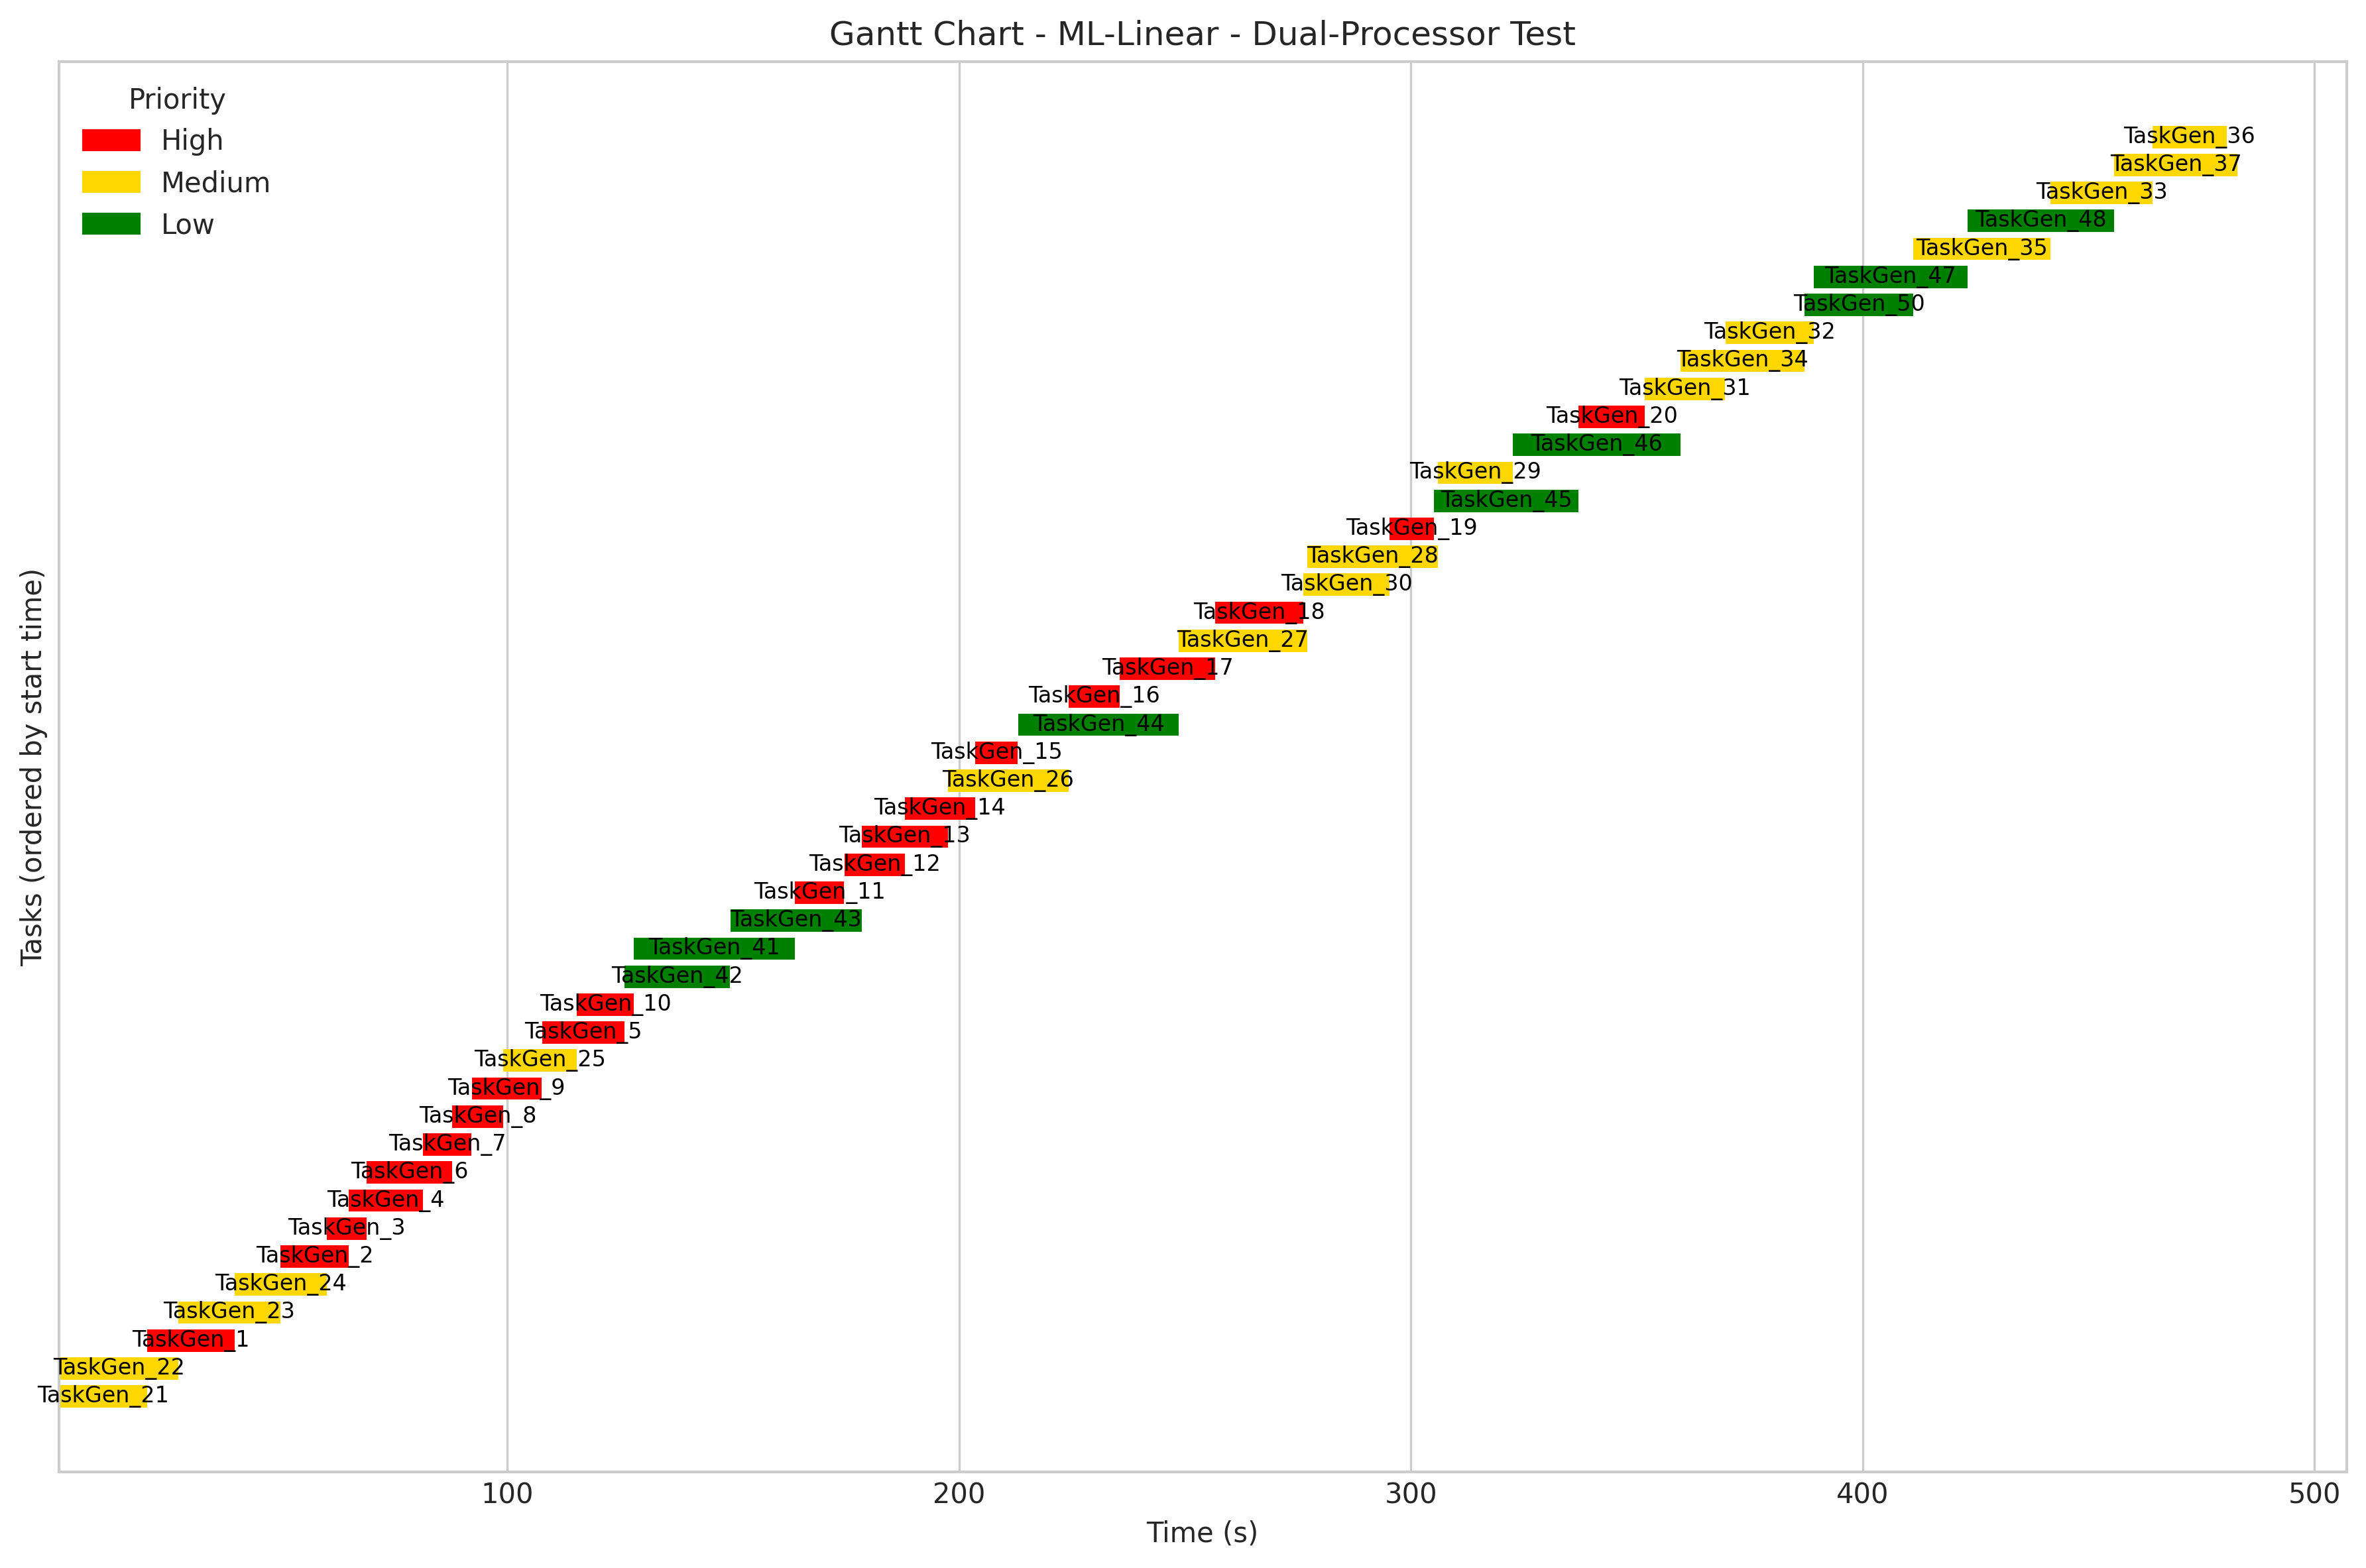 Gantt Chart - ML-Linear - Dual-Processor Test
Priority
High
Medium
Low
TaskGen_36
TaskGen_37
TaskGen_33
TaskGen_48
TaskGen_35
TaskGen_47
TaskGen_50
TaskGen_32
TaskGen_34
TaskGen_31
TaskGen_20
TaskGen_46
TaskGen_29
TaskGen_45
TaskGen_19
TaskGen_28
TaskGen_30
TaskGen_18
TaskGen_27
TaskGen_17
TaskGen_16
TaskGen_44
TaskGen_15
TaskGen_26
TaskGen_14
TaskGen_13
TaskGen_12
TaskGen_11
TaskGen_43
TaskGen_41
TaskGen_42
TaskGen_10
TaskGen_5
TaskGen_25
TaskGen_9
TaskGen_8
TaskGen_7
TaskGen_6
TaskGen_4
TaskGen_3
TaskGen_2
TaskGen_24
TaskGen_23
TaskGen_1
TaskGen_22
TaskGen_21
Tasks (ordered by start time)
100 200 300 400 500
Time (s)